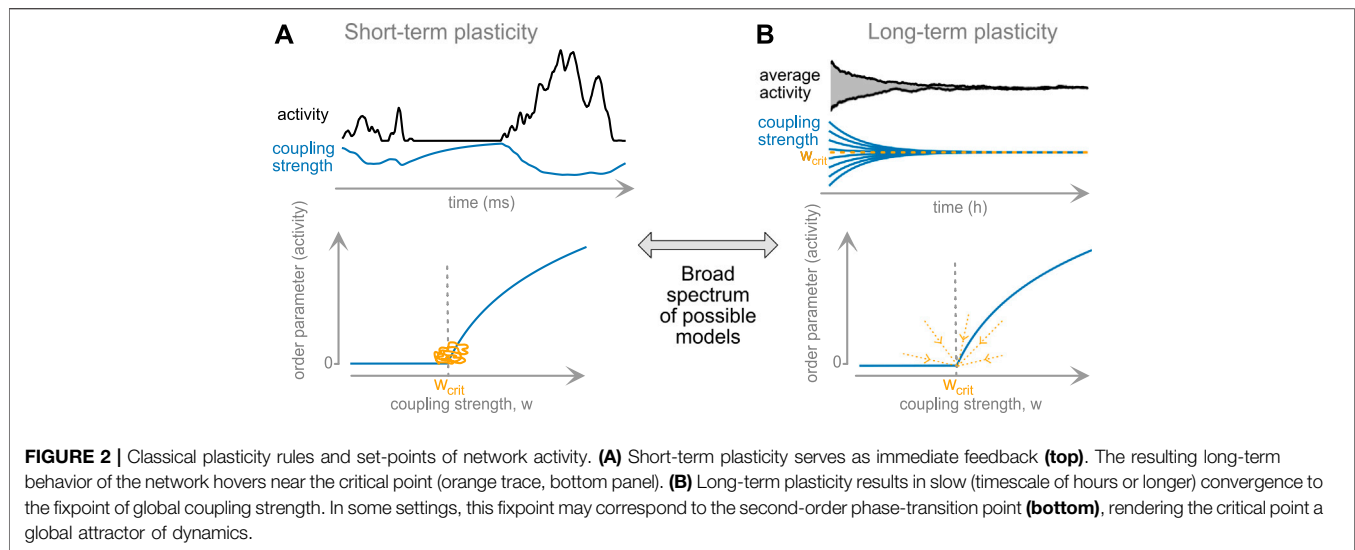 A Short-term plasticity
activity
coupling
strength
time (ms)
order parameter (activity)
0
Wcrit
coupling strength, w
Broad
spectrum
of possible
models
B Long-term plasticity
average
activity
coupling
strength
Wcrit
time (h)
order parameter (activity)
0
Wcrit
coupling strength, w
FIGURE 2 | Classical plasticity rules and set-points of network activity. (A) Short-term plasticity serves as immediate feedback (top). The resulting long-term
behavior of the network hovers near the critical point (orange trace, bottom panel). (B) Long-term plasticity results in slow (timescale of hours or longer) convergence to
the fixpoint of global coupling strength. In some settings, this fixpoint may correspond to the second-order phase-transition point (bottom), rendering the critical point a
global attractor of dynamics.